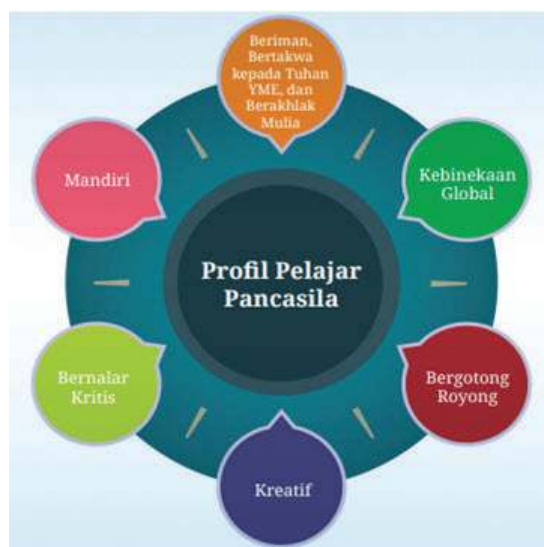 Beriman,
Bertakwa
kepada Tuhan
YME, dan
Berakhlak
Mulia
Mandiri
Kebinekaan
Global
Profil Pelajar
Pancasila
Bernalar
Kritis
Bergotong
Royong
Kreatif